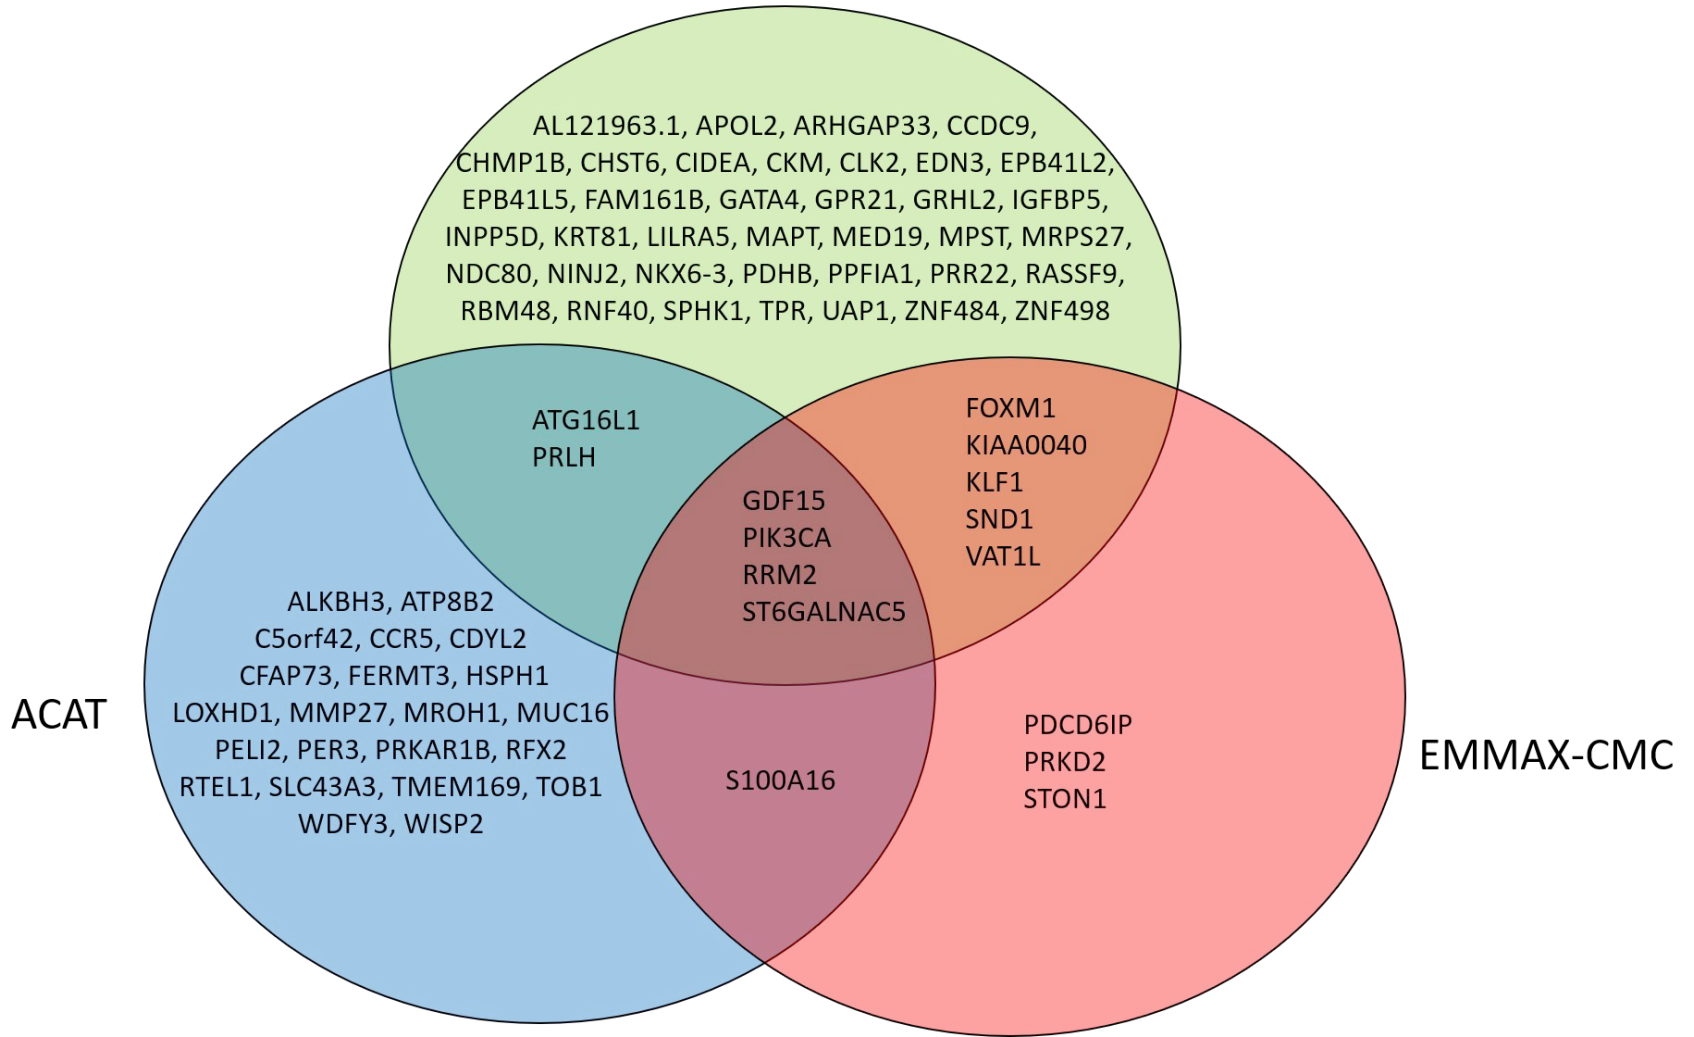 AL121963.1, APOL2, ARHGAP33, CCDC9,
CHMP1B, CHST6, CIDEA, CKM, CLK2, EDN3, EPB41L2,
EPB41L5, FAM161B, GATA4, GPR21, GRHL2, IGFBP5,
INPP5D, KRT81, LILRA5, MAPT, MED19, MPST, MRPS27,
NDC80, NINJ2, NKX6-3, PDHB, PPFIA1, PRR22, RASSF9,
RBM48, RNF40, SPHK1, TPR, UAP1, ZNF484, ZNF498
ATG16L1
PRLH
FOXM1
KIAA0040
KLF1
SND1
VAT1L
GDF15
PIK3CA
RRM2
ST6GALNAC5
ALKBH3, ATP8B2
C5orf42, CCR5, CDYL2
CFAP73, FERMT3, HSPH1
LOXHD1, MMP27, MROH1, MUC16
PELI2, PER3, PRKAR1B, RFX2
RTEL1, SLC43A3, TMEM169, TOB1
WDFY3, WISP2
ACAT
S100A16
PDCD6IP
PRKD2
STON1
EMMAX-CMC